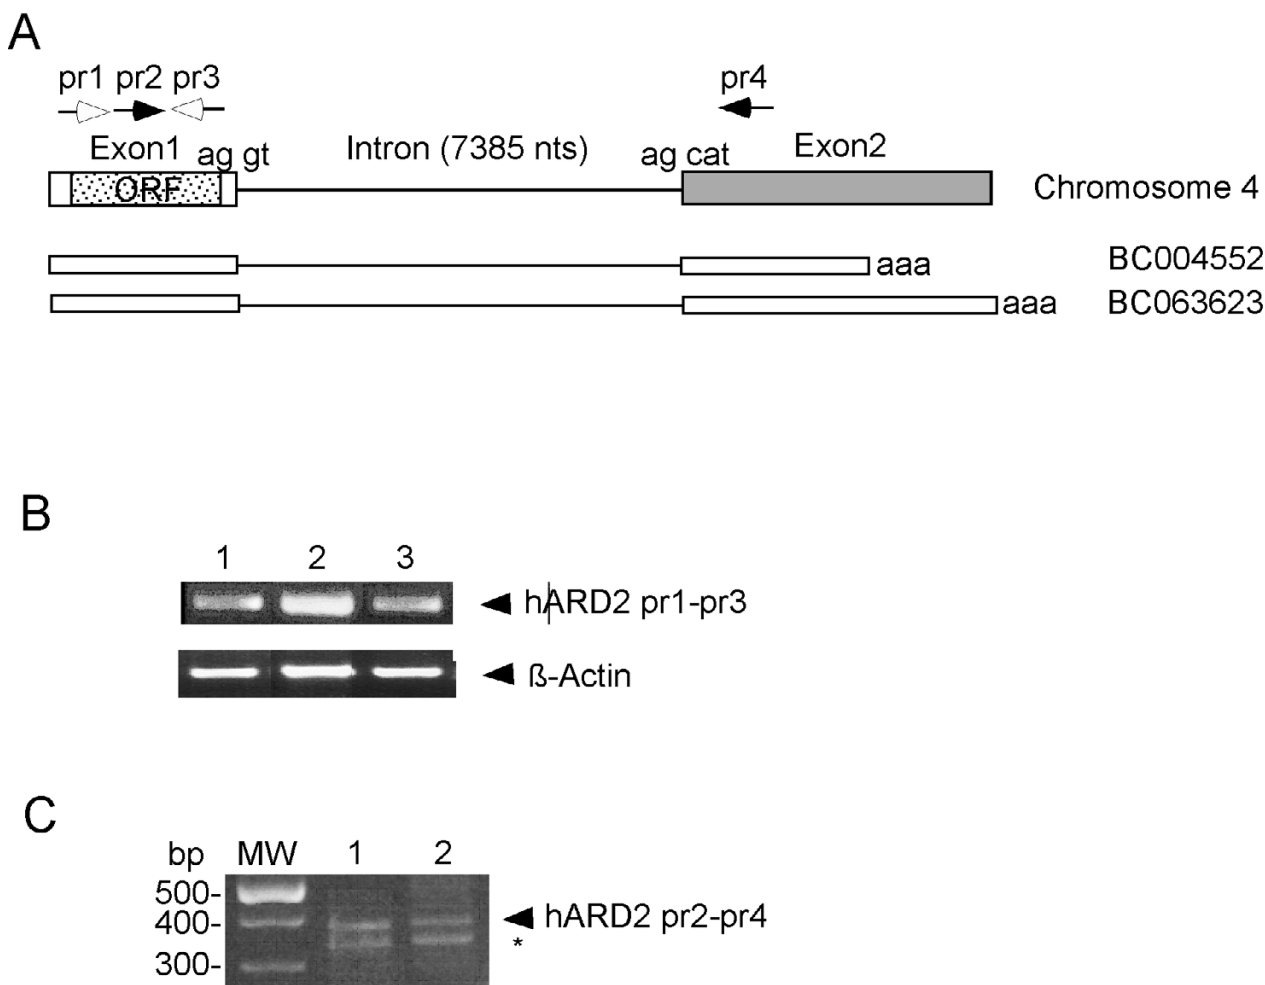 A
pr1 pr2 pr3 pr4
Exon1 ag gt Intron (7385 nts) ag cat Exon2
ORF Chromosome 4
aaa BC004552
aaa BC063623
B
1 2 3
hARD2 pr1-pr3
ß-Actin
C
bp MW 1 2
500-
400- hARD2 pr2-pr4
*
300-